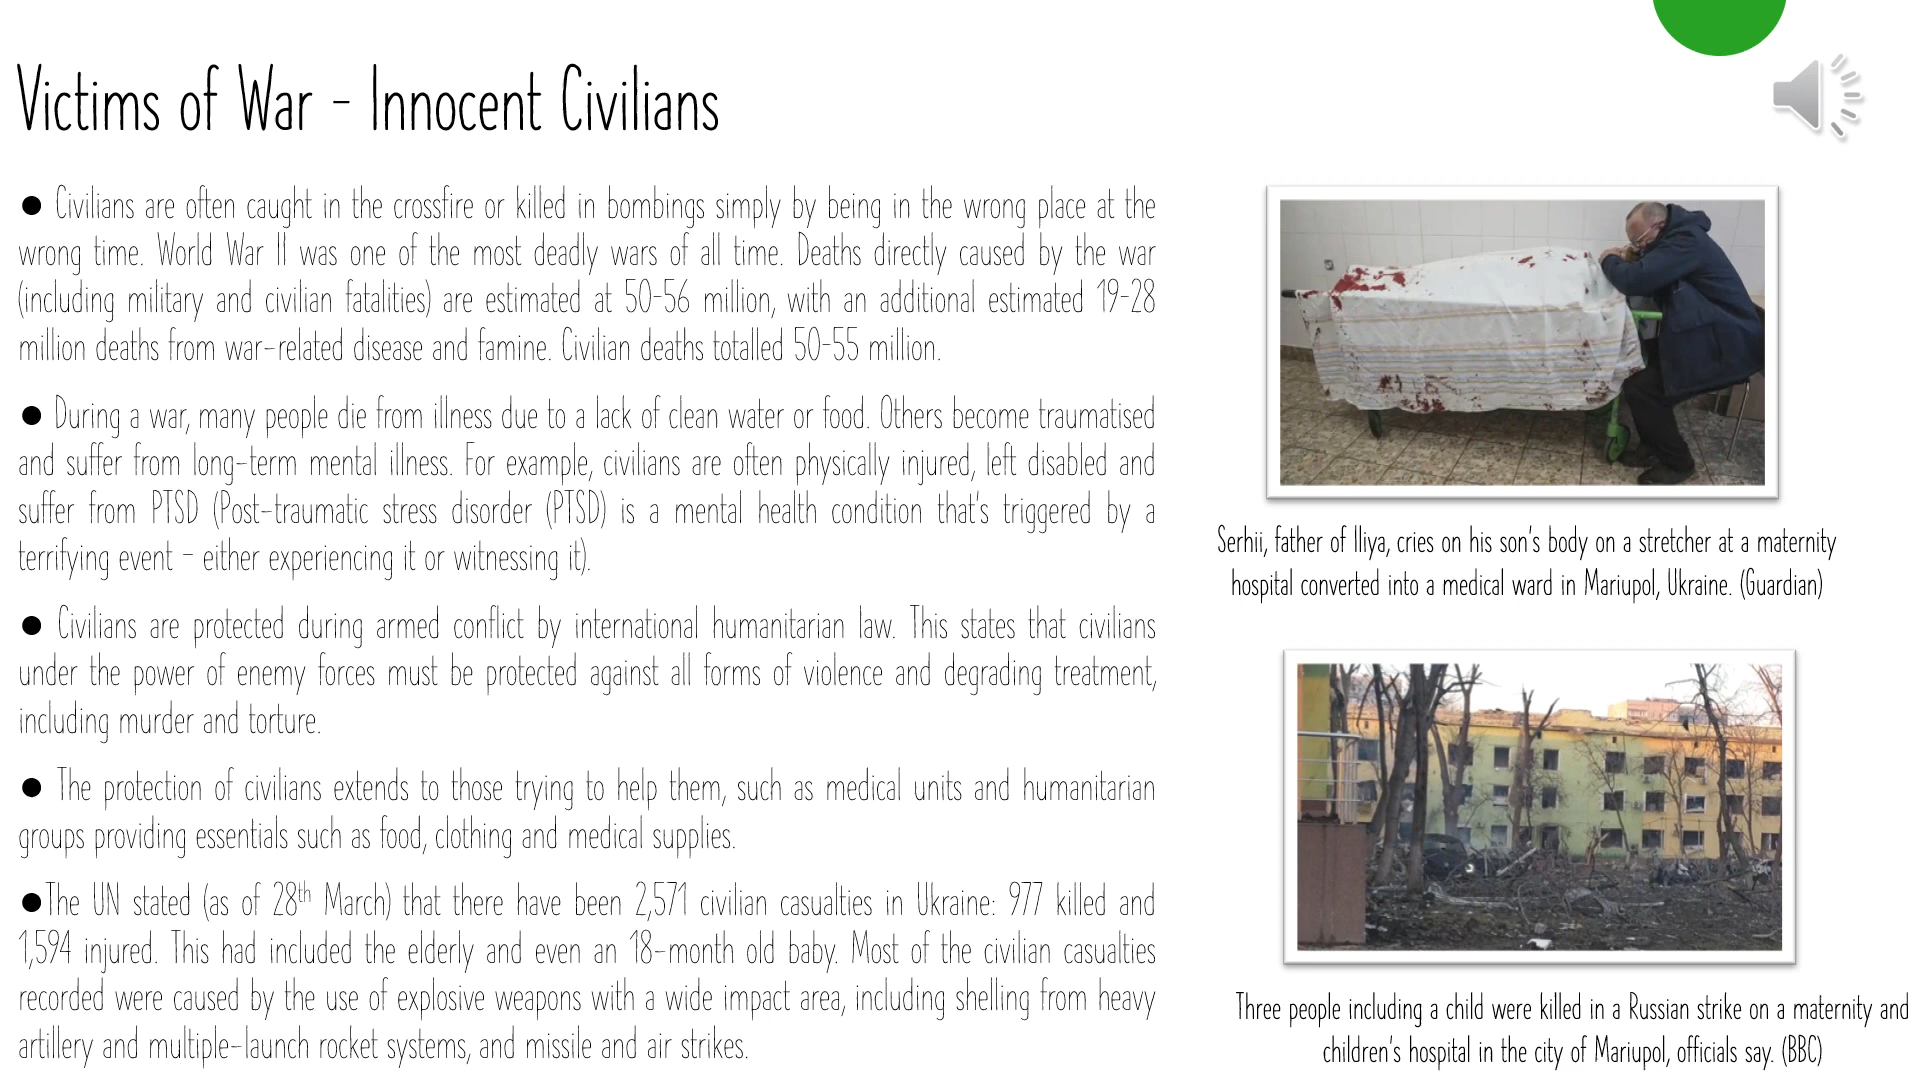 Victims of War - Innocent Civilians
● Civilians are often caught in the crossfire or killed in bombings simply by being in the wrong place at the
wrong time. World War II was one of the most deadly wars of all time. Deaths directly caused by the war
(including military and civilian fatalities) are estimated at 50-56 million, with an additional estimated 19-28
million deaths from war-related disease and famine. Civilian deaths totalled 50-55 million.
● During a war, many people die from illness due to a lack of clean water or food. Others become traumatised
and suffer from long-term mental illness. For example, civilians are often physically injured, left disabled and
suffer from PTSD (Post-traumatic stress disorder (PTSD) is a mental health condition that's triggered by a
terrifying event – either experiencing it or witnessing it).
● Civilians are protected during armed conflict by international humanitarian law. This states that civilians
under the power of enemy forces must be protected against all forms of violence and degrading treatment,
including murder and torture.
● The protection of civilians extends to those trying to help them, such as medical units and humanitarian
groups providing essentials such as food, clothing and medical supplies.
●The UN stated (as of 28th March) that there have been 2,571 civilian casualties in Ukraine: 977 killed and
1,594 injured. This had included the elderly and even an 18-month old baby. Most of the civilian casualties
recorded were caused by the use of explosive weapons with a wide impact area, including shelling from heavy
artillery and multiple-launch rocket systems, and missile and air strikes.
Serhii, father of Iliya, cries on his son's body on a stretcher at a maternity
hospital converted into a medical ward in Mariupol, Ukraine. (Guardian)
Three people including a child were killed in a Russian strike on a maternity and
children's hospital in the city of Mariupol, officials say. (BBC)